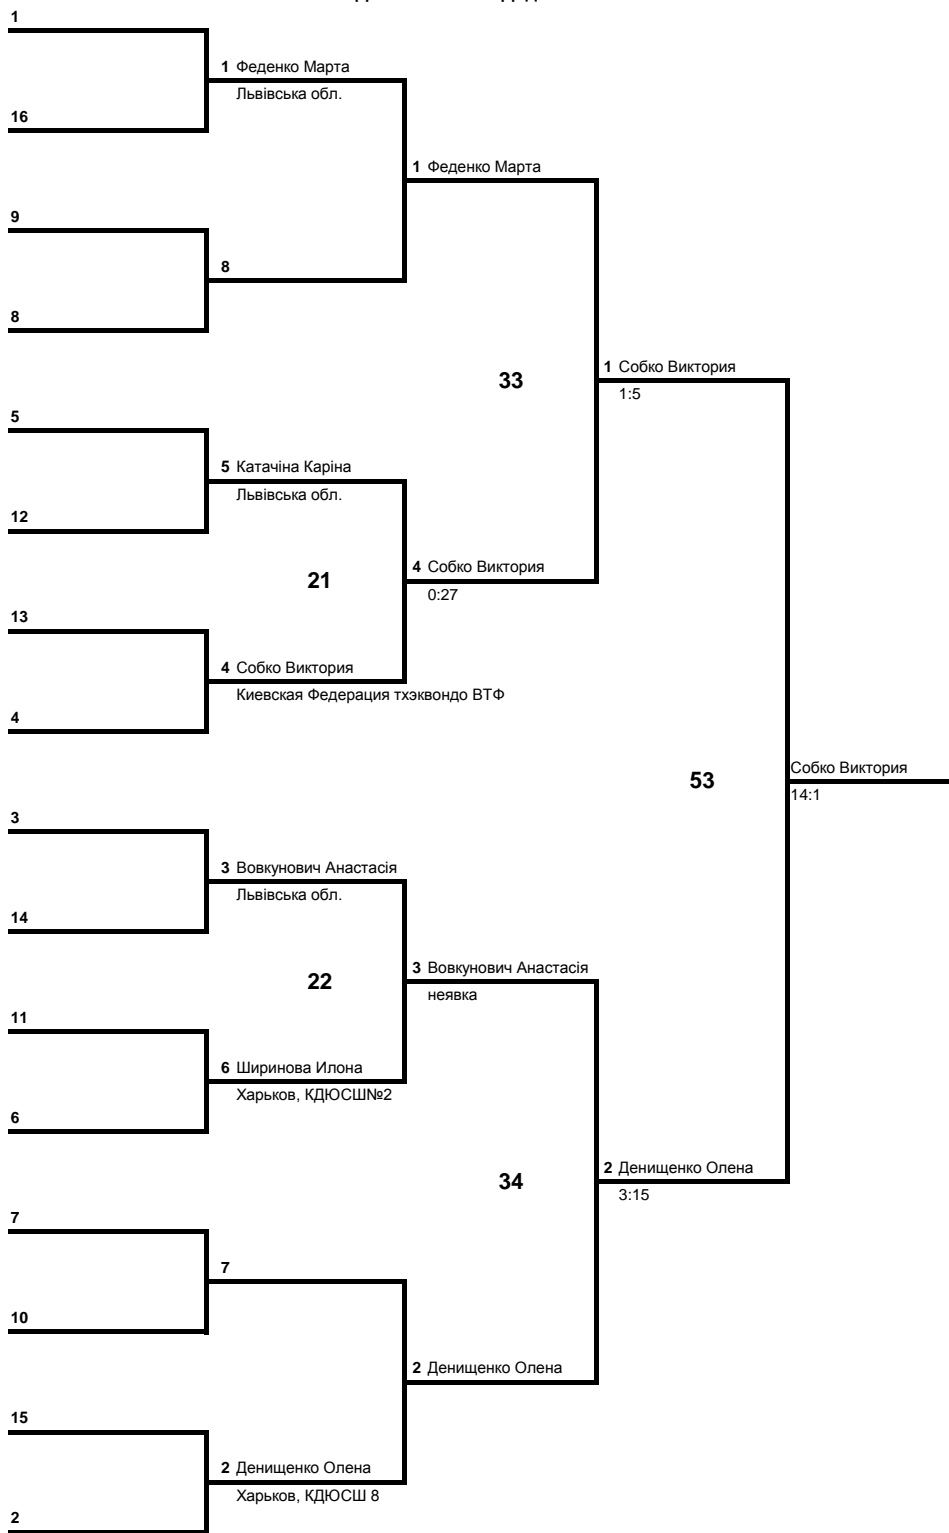 1
1 Феденко Марта
Львівська обл.
16
1 Феденко Марта
9
8
8
1 Собко Виктория
33
1:5
5
5 Катачіна Каріна
Львівська обл.
12
4 Собко Виктория
21
0:27
13
4 Собко Виктория
Киевская Федерация тхэквондо ВТФ
4
Собко Виктория
53
14:1
3
3 Вовкунович Анастасія
Львівська обл.
14
3 Вовкунович Анастасія
22
неявка
11
6 Ширинова Илона
Харьков, КДЮСШ№2
6
2 Денищенко Олена
34
3:15
7
7
10
2 Денищенко Олена
15
2 Денищенко Олена
Харьков, КДЮСШ 8
2